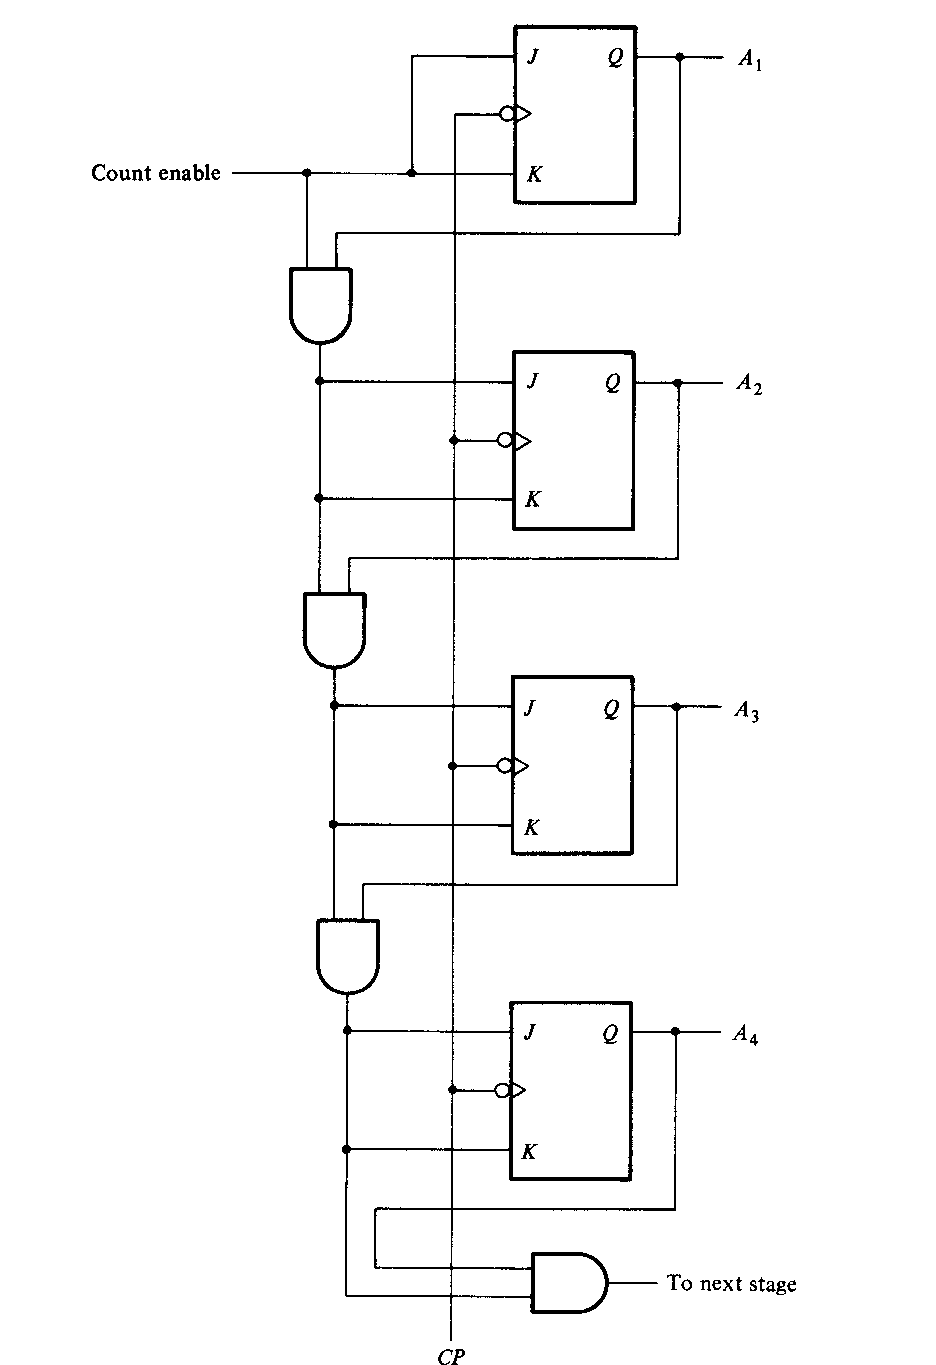 J Q A1
Count enable
K
J Q A2
K
J Q A3
K
J Q A4
K
To next stage
CP